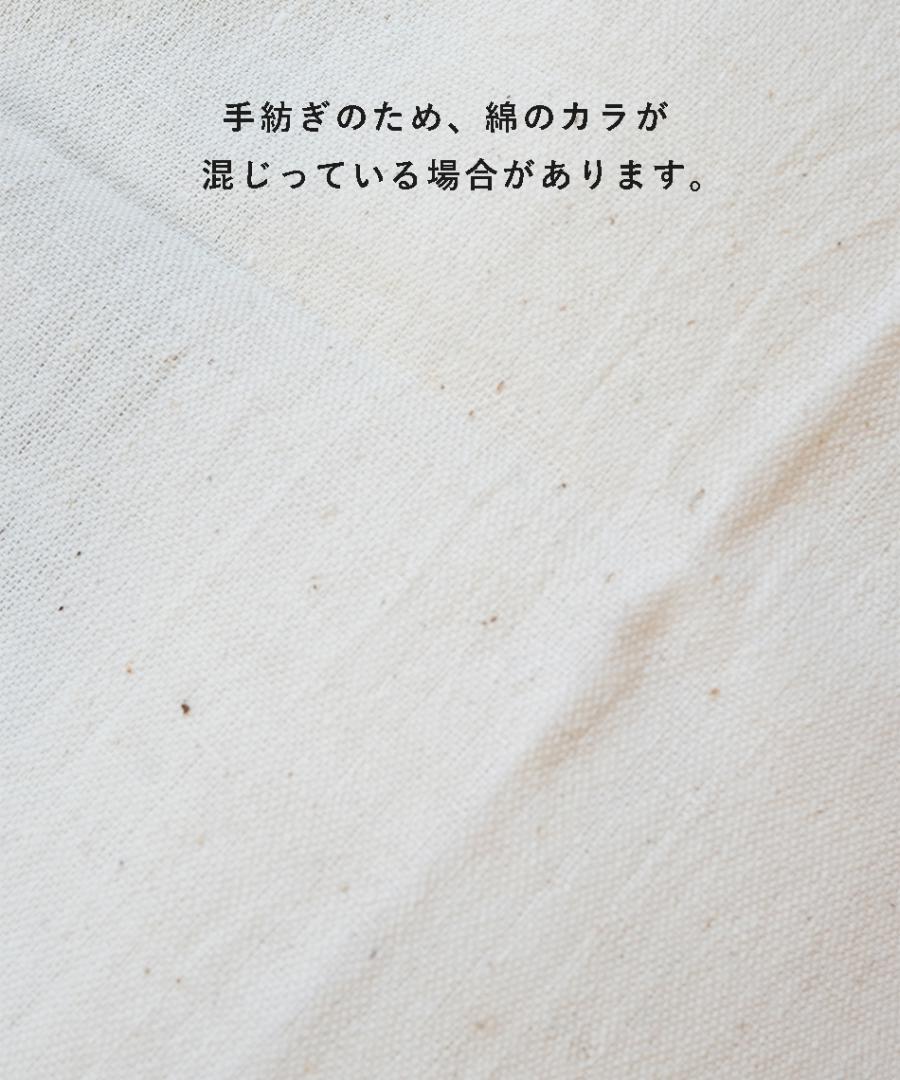 手紡ぎのため、綿のカラが
混じっている場合があります。